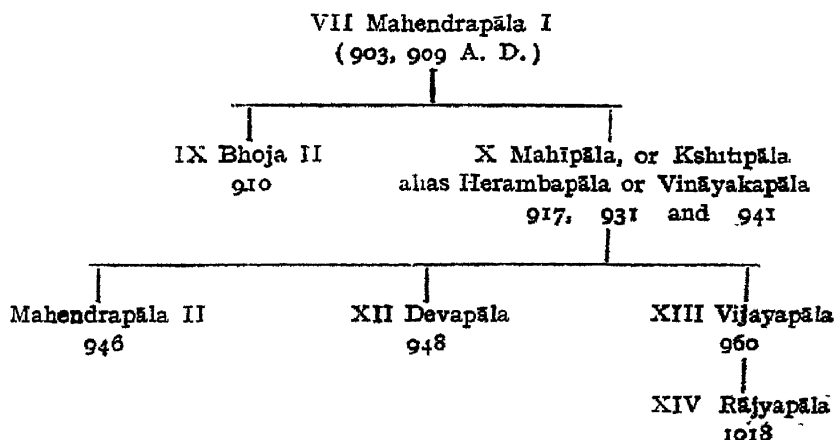 VII Mahendrapāla I
(903, 909 A. D.)
IX Bhoja II
910
X Mahīpāla, or Kshitipāla
alias Herambapāla or Vināyakapāla
917, 931 and 941
Mahendrapāla II
946
XII Devapāla
948
XIII Vijayapāla
960
XIV Rājyapāla
1018